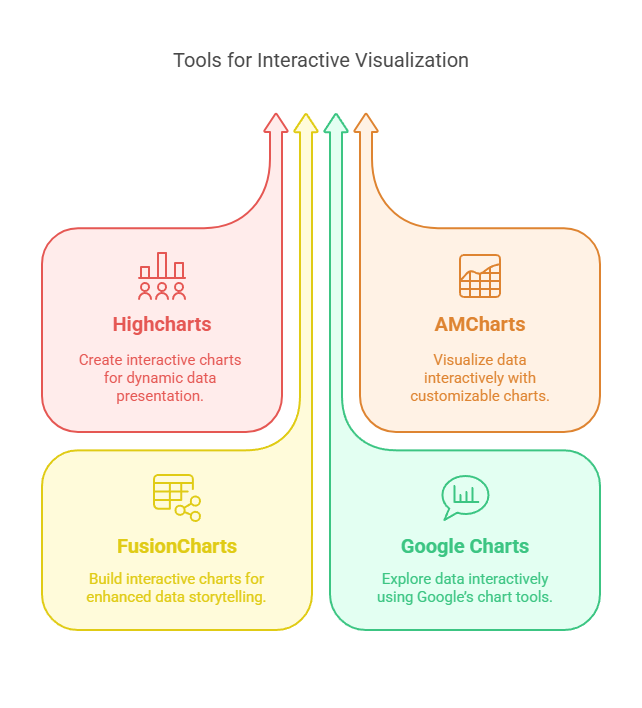 Tools for Interactive Visualization
Highcharts
Create interactive charts
for dynamic data
presentation.
AMCharts
Visualize data
interactively with
customizable charts.
FusionCharts
Build interactive charts for
enhanced data storytelling.
Google Charts
Explore data interactively
using Google’s chart tools.